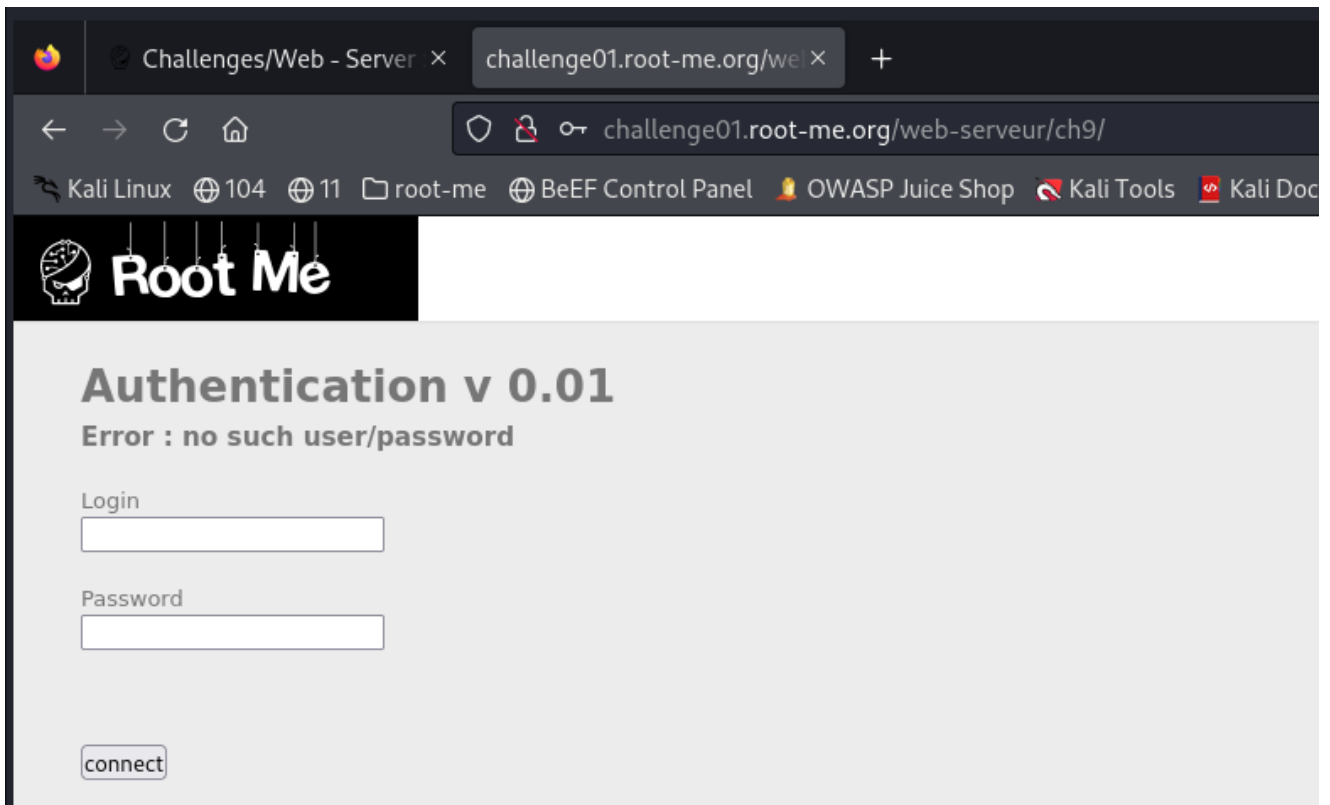 Challenges/Web - Server challenge01.root-me.org/we
challenge01.root-me.org/web-serveur/ch9/
Kali Linux 104 11 root-me BeEF Control Panel OWASP Juice Shop Kali Tools Kali Doc
Root Me
Authentication v 0.01
Error : no such user/password
Login
Password
connect